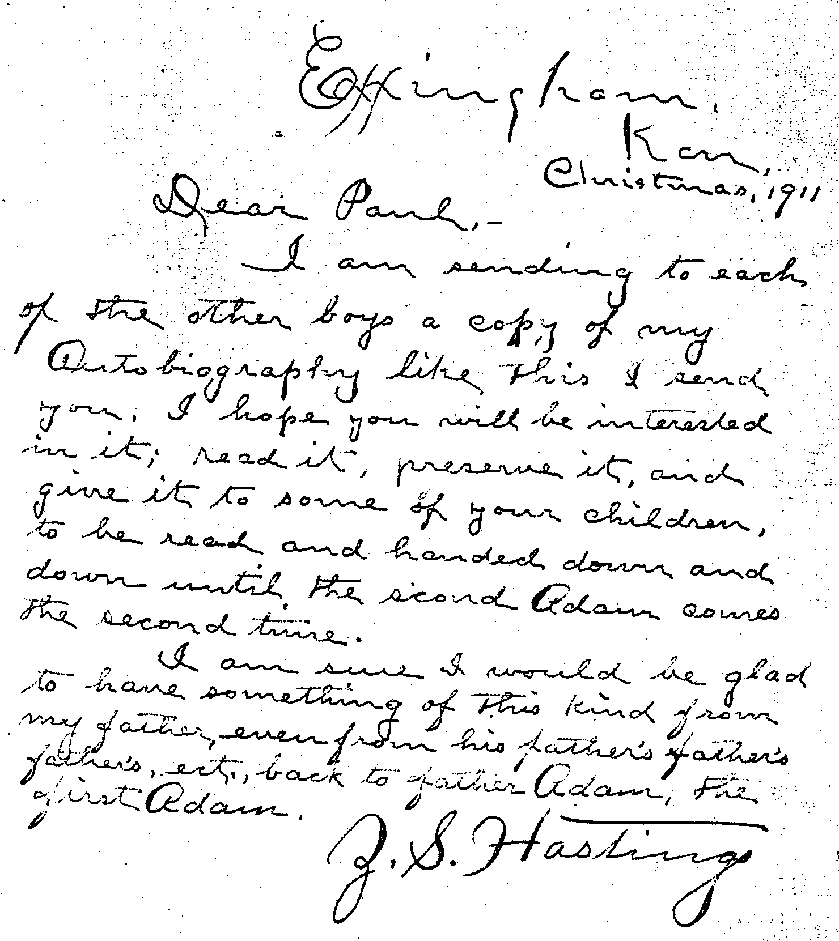 Effingham,
Kan,
Christmas, 1911
Dear Paul,-
I am sending to each
of the other boys a copy of my
Autobiography like this I send
you. I hope you will be interested
in it; read it, preserve it, and
give it to some of your children,
to be read and handed down and
down until the second Adam comes
the second time.
I am sure I would be glad
to have something of this kind from
my father, even from his father's father's
father's, ect., back to father Adam, the
first Adam.
Z. S. Hastings